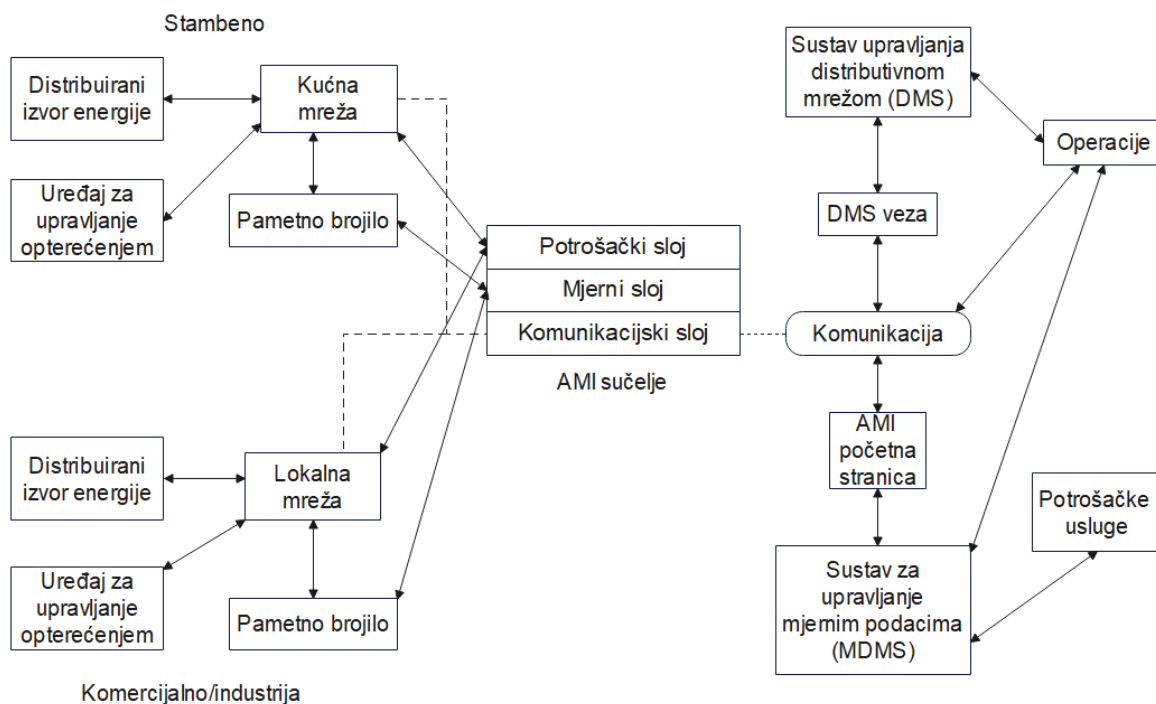 Stambeno
Distribuirani
izvor energije
Kućna
mreža
Uređaj za
upravljanje
opterećenjem
Pametno brojilo
Potrošački sloj
Mjerni sloj
Komunikacijski sloj
AMI sučelje
Sustav upravljanja
distributivnom
mrežom (DMS)
Operacije
DMS veza
Komunikacija
AMI
početna
stranica
Sustav za
upravljanje
mjernim podacima
(MDMS)
Potrošačke
usluge
Distribuirani
izvor energije
Lokalna
mreža
Uređaj za
upravljanje
opterećenjem
Pametno brojilo
Komercijalno/industrija